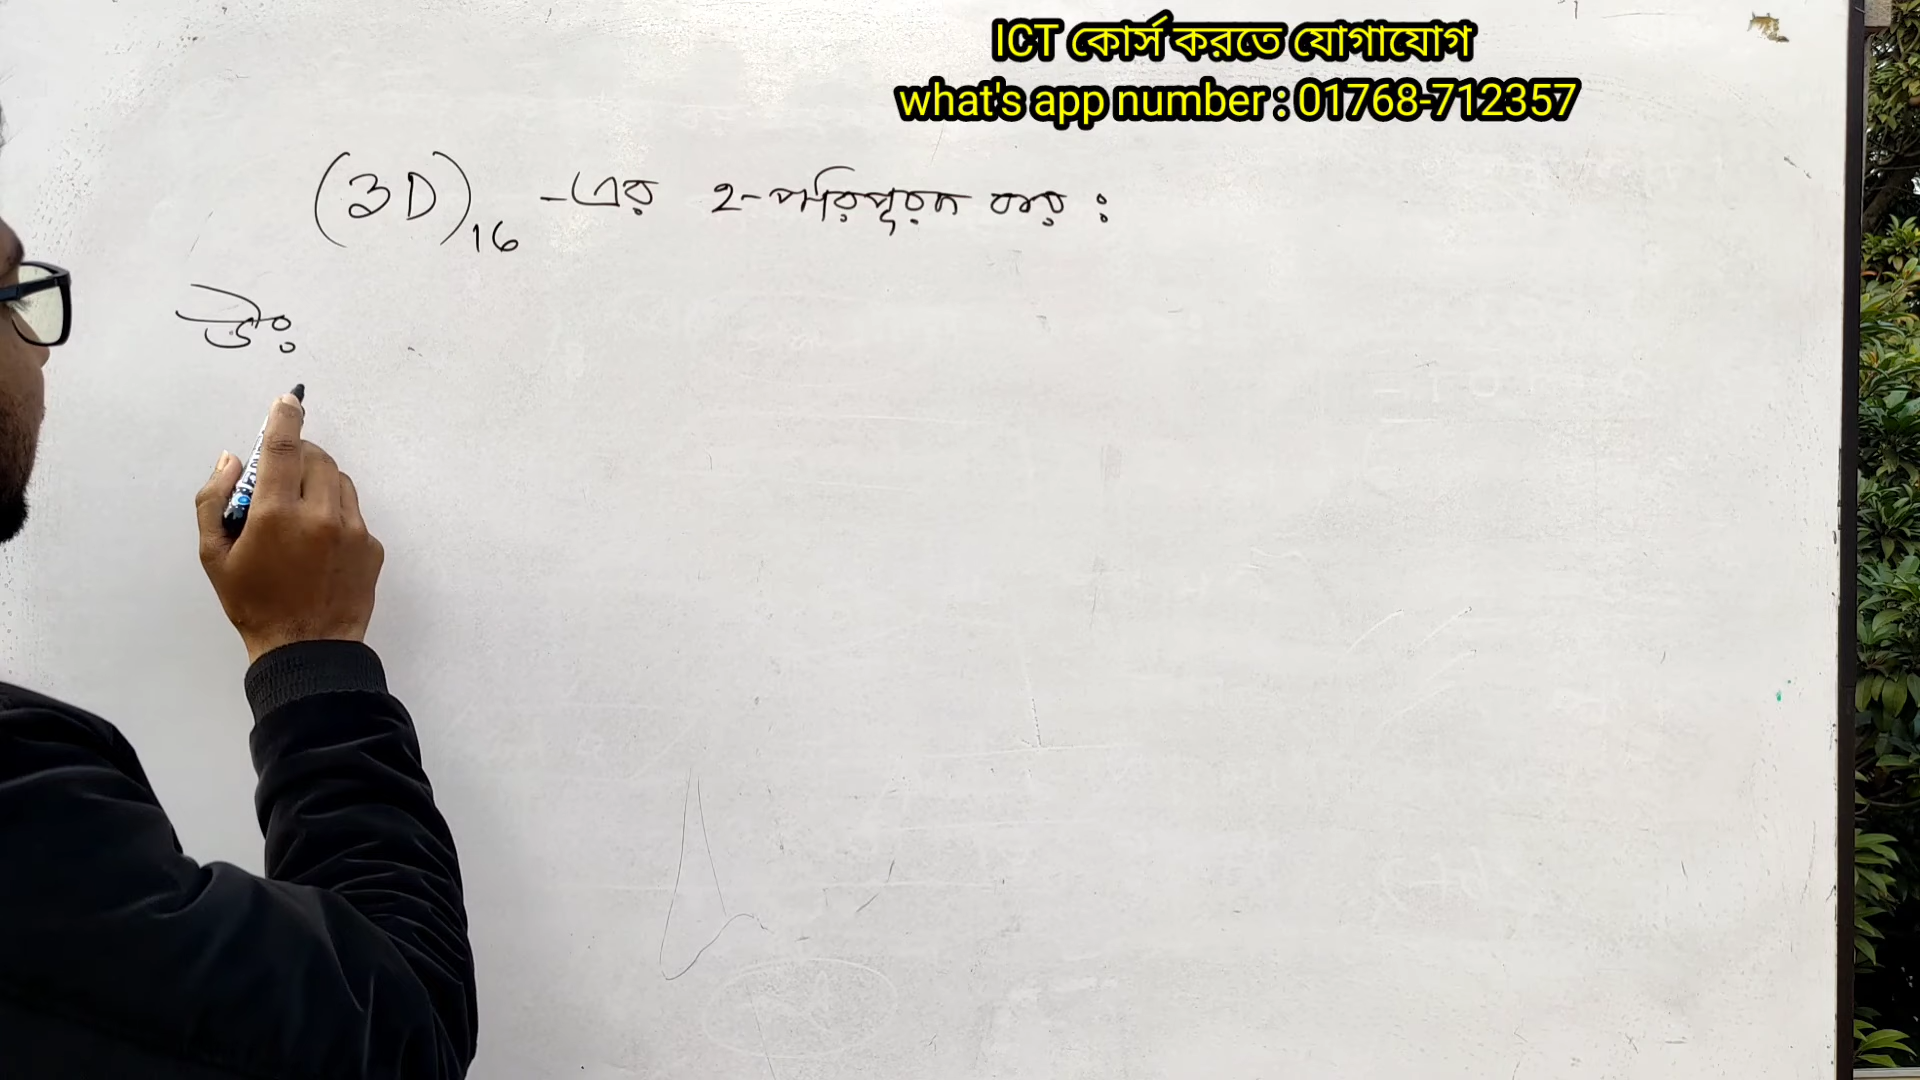 ICT কোর্স করতে যোগাযোগ
what's app number : 01768-712357
(3D)16 -এর 2-পরিপূরক কর :
উঃ